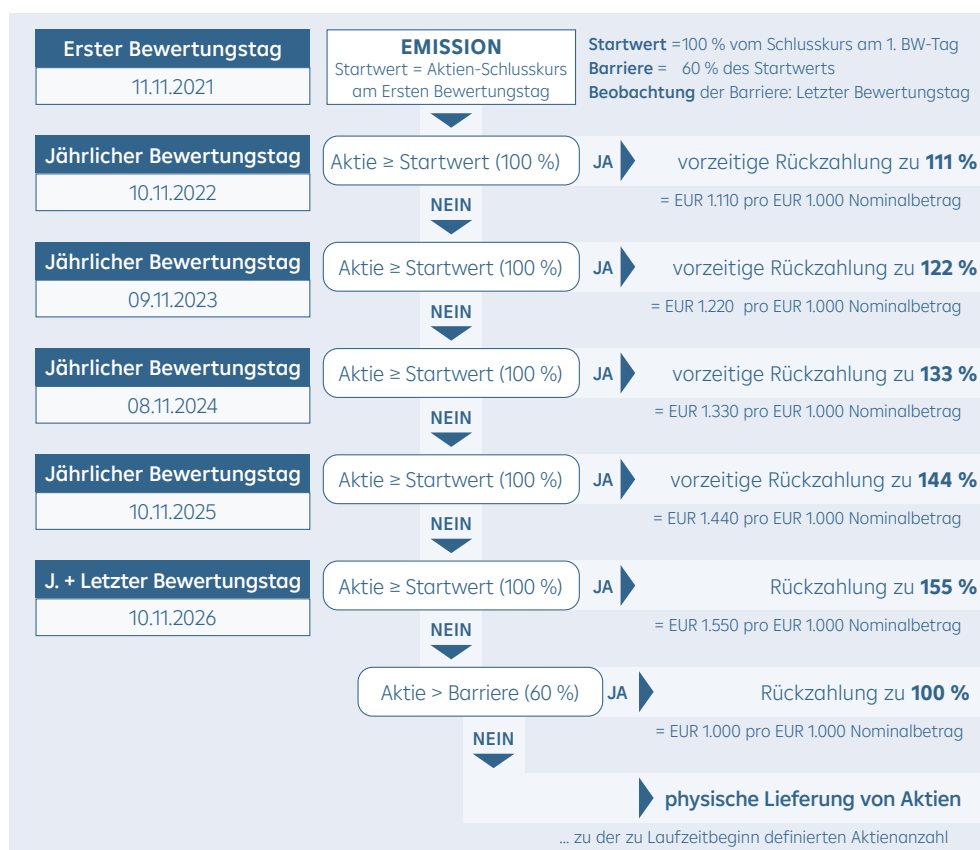 Erster Bewertungstag
11.11.2021
EMISSION
Startwert = Aktien-Schlusskurs
am Ersten Bewertungstag
Startwert =100 % vom Schlusskurs am 1. BW-Tag
Barriere = 60 % des Startwerts
Beobachtung der Barriere: Letzter Bewertungstag
Jährlicher Bewertungstag
10.11.2022
Aktie ≥ Startwert (100 %)
JA
vorzeitige Rückzahlung zu 111 %
= EUR 1.110 pro EUR 1.000 Nominalbetrag
NEIN
Jährlicher Bewertungstag
09.11.2023
Aktie ≥ Startwert (100 %)
JA
vorzeitige Rückzahlung zu 122 %
= EUR 1.220 pro EUR 1.000 Nominalbetrag
NEIN
Jährlicher Bewertungstag
08.11.2024
Aktie ≥ Startwert (100 %)
JA
vorzeitige Rückzahlung zu 133 %
= EUR 1.330 pro EUR 1.000 Nominalbetrag
NEIN
Jährlicher Bewertungstag
10.11.2025
Aktie ≥ Startwert (100 %)
JA
vorzeitige Rückzahlung zu 144 %
= EUR 1.440 pro EUR 1.000 Nominalbetrag
NEIN
J. + Letzter Bewertungstag
10.11.2026
Aktie ≥ Startwert (100 %)
JA
Rückzahlung zu 155 %
= EUR 1.550 pro EUR 1.000 Nominalbetrag
NEIN
Aktie > Barriere (60 %)
JA
Rückzahlung zu 100 %
= EUR 1.000 pro EUR 1.000 Nominalbetrag
NEIN
physische Lieferung von Aktien
... zu der zu Laufzeitbeginn definierten Aktienanzahl